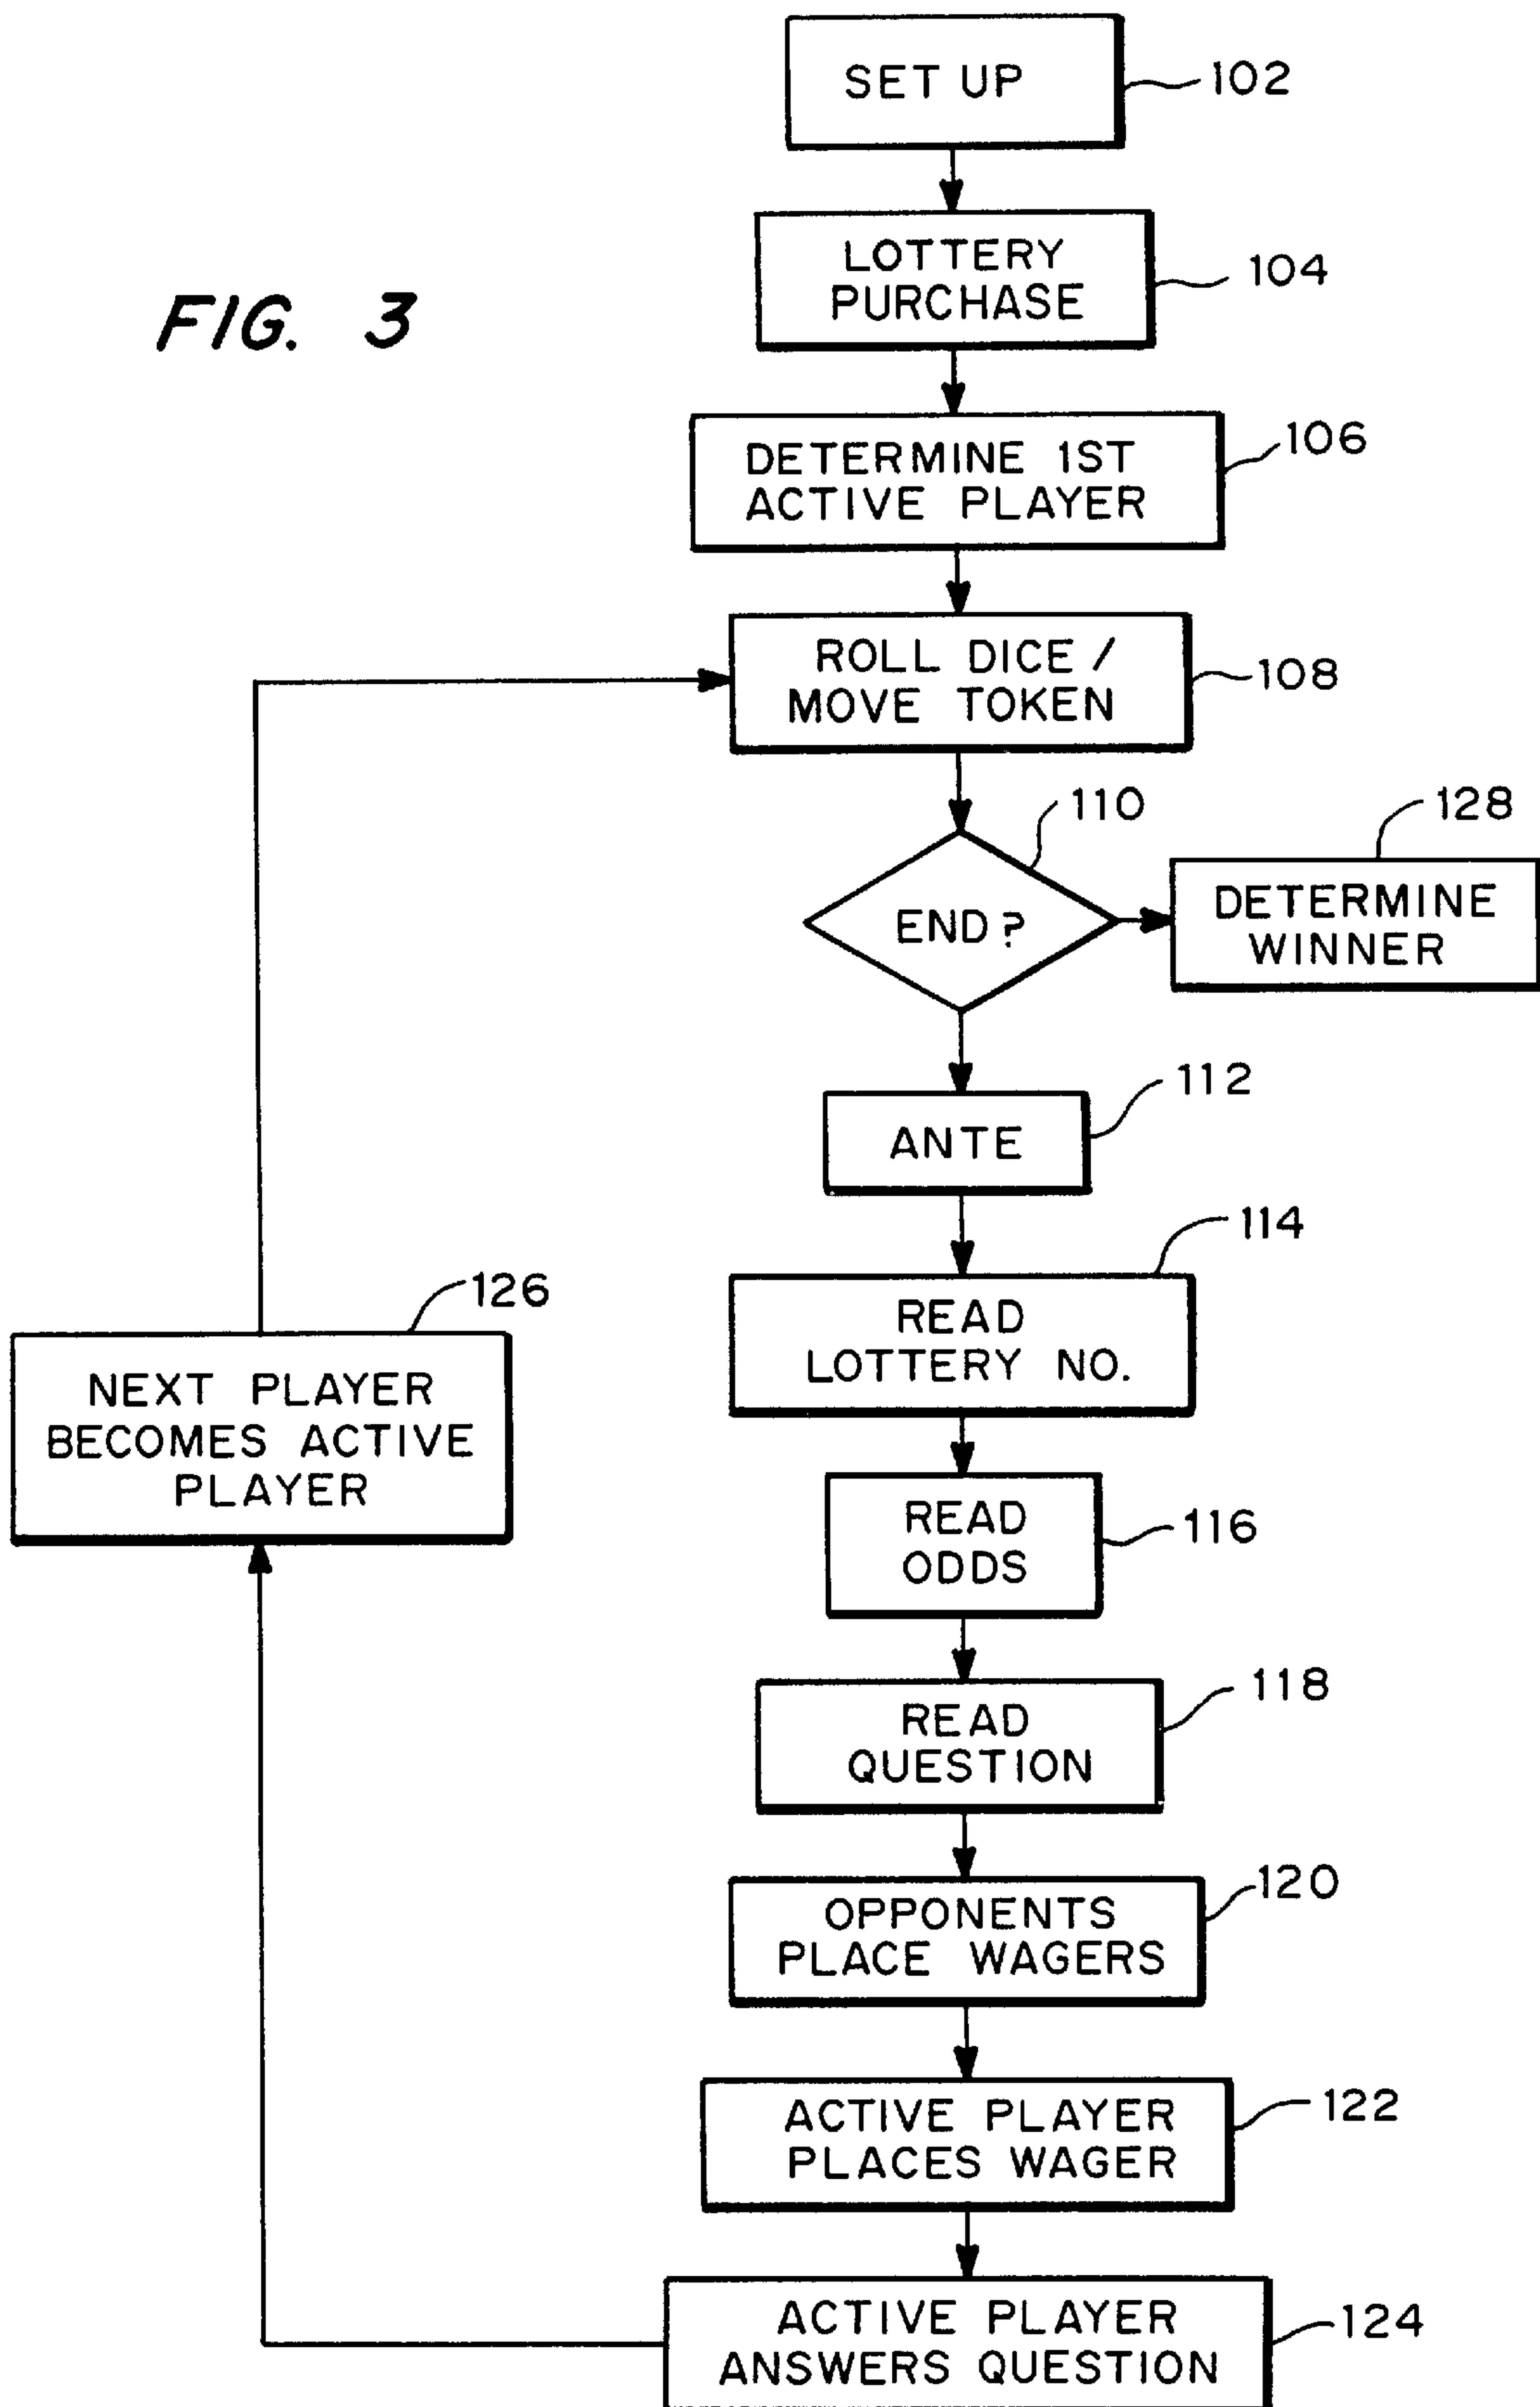 SET UP
102
LOTTERY
PURCHASE
104
FIG. 3
DETERMINE 1ST
ACTIVE PLAYER
106
ROLL DICE /
MOVE TOKEN
108
110
END?
128
DETERMINE
WINNER
112
ANTE
114
READ
LOTTERY NO.
126
NEXT PLAYER
BECOMES ACTIVE
PLAYER
READ
ODDS
116
READ
QUESTION
118
OPPONENTS
PLACE WAGERS
120
ACTIVE PLAYER
PLACES WAGER
122
ACTIVE PLAYER
ANSWERS QUESTION
124